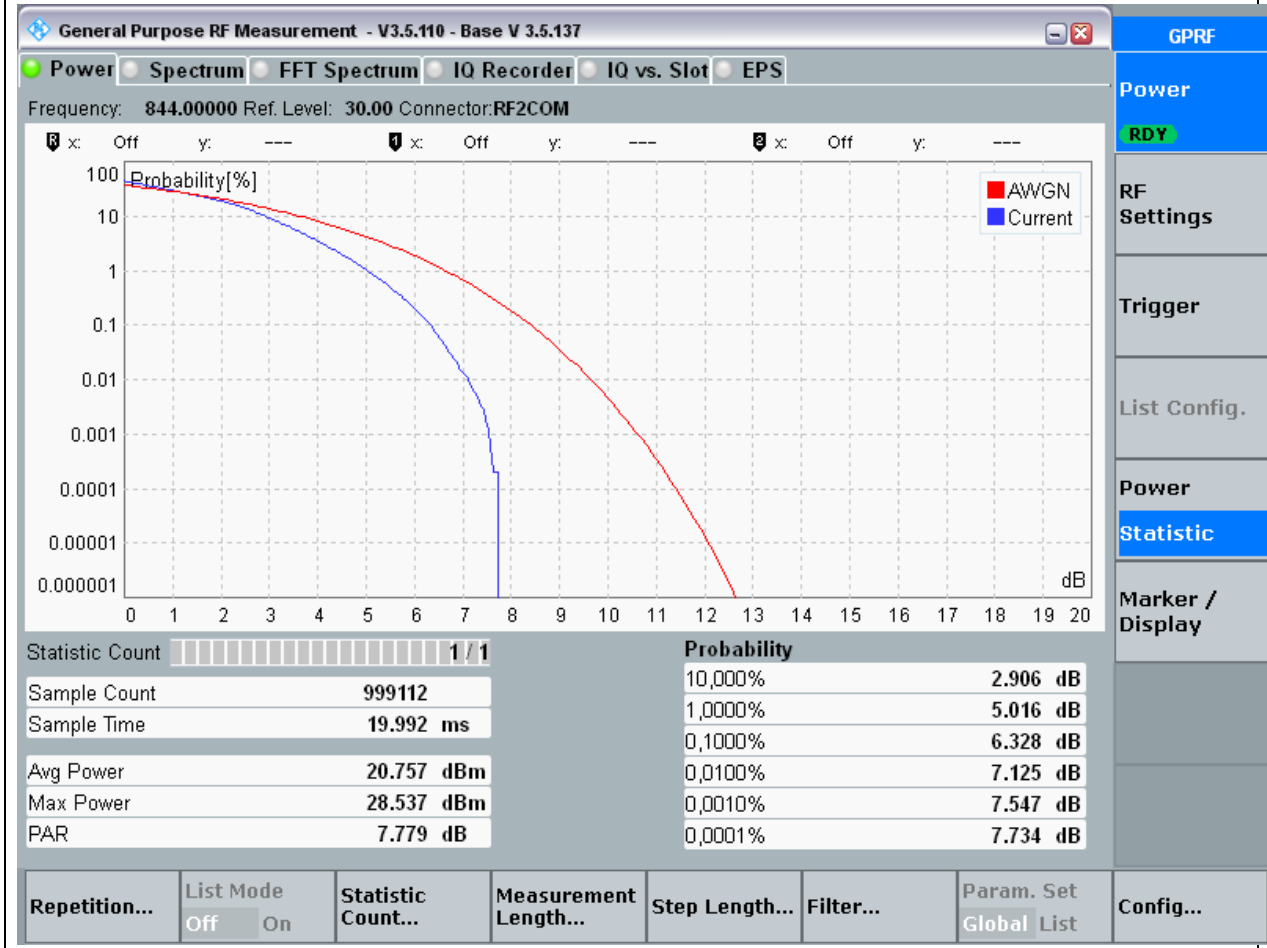 General Purpose RF Measurement - V3.5.110 - Base V 3.5.137
GPRF
Power Spectrum FFT Spectrum IQ Recorder IQ vs. Slot EPS
Frequency: 844.00000 Ref. Level: 30.00 Connector:RF2COM
R x: Off y: --- 1 x: Off y: --- 2 x: Off y: ---
Probability[%]
AWGN
Current
100
10
1
0.1
0.01
0.001
0.0001
0.00001
0.000001
dB
0 1 2 3 4 5 6 7 8 9 10 11 12 13 14 15 16 17 18 19 20
Statistic Count 1 / 1
Sample Count 999112
Sample Time 19.992 ms
Avg Power 20.757 dBm
Max Power 28.537 dBm
PAR 7.779 dB
Probability
10,000% 2.906 dB
1,0000% 5.016 dB
0,1000% 6.328 dB
0,0100% 7.125 dB
0,0010% 7.547 dB
0,0001% 7.734 dB
Power
RDY
RF
Settings
Trigger
List Config.
Power
Statistic
Marker /
Display
Repetition...
List Mode
Off On
Statistic
Count...
Measurement
Length...
Step Length...
Filter...
Param. Set
Global List
Config...